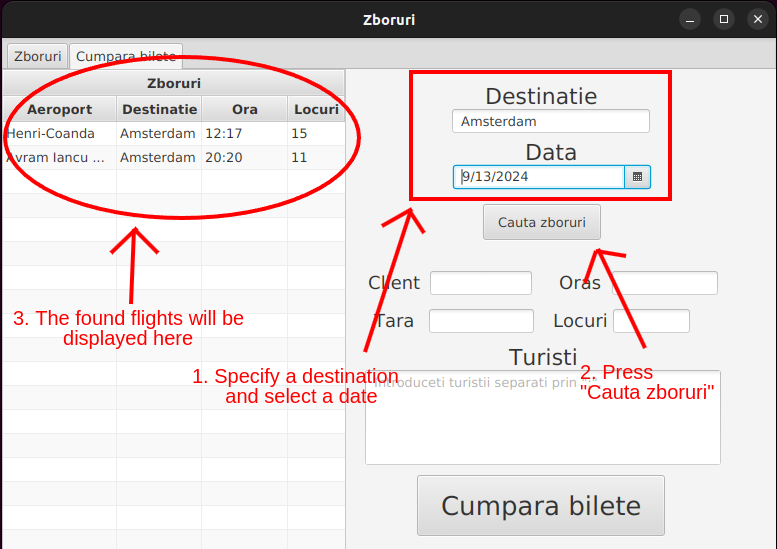 Zboruri
Zboruri Cumpara bilete
Zboruri
Aeroport Destinatie Ora Locuri
Henri-Coanda Amsterdam 12:17 15
Avram Iancu ... Amsterdam 20:20 11
Destinatie
Amsterdam
Data
9/13/2024
Cauta zboruri
Client Oras
Tara Locuri
Turisti
Introduceti turistii separati prin
Cumpara bilete
3. The found flights will be
displayed here
1. Specify a destination
and select a date
2. Press
"Cauta zboruri"